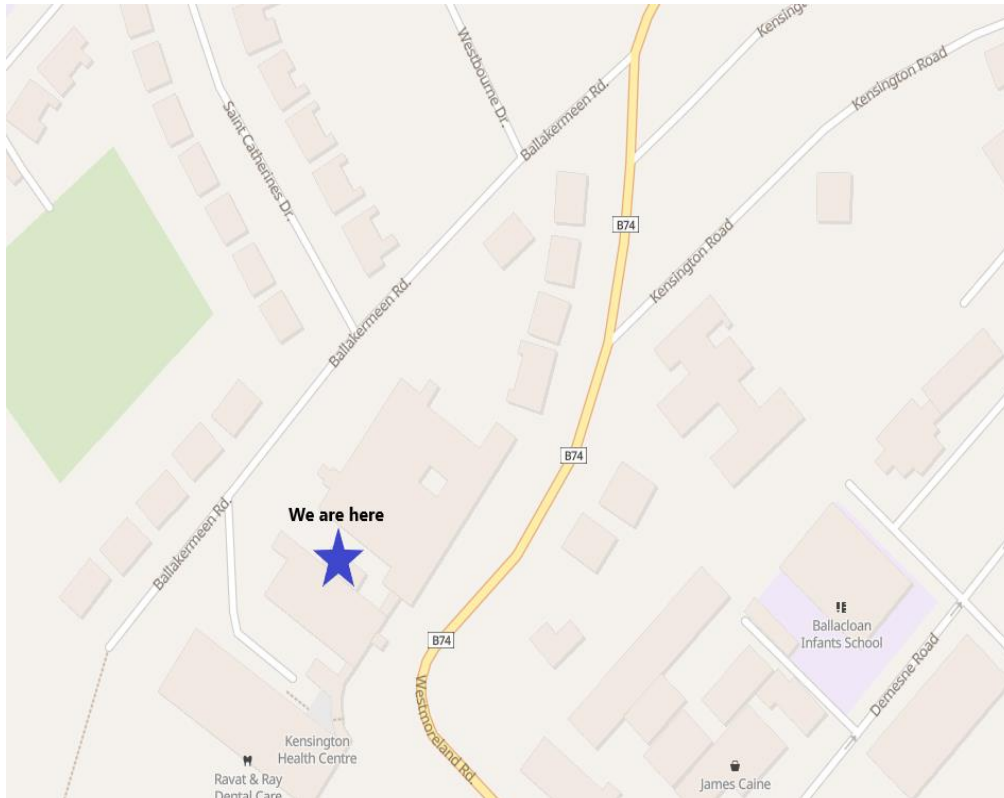 Kensington
Westbourne Dr.
Ballakermeen Rd.
Kensington Road
Saint Catherines Dr.
B74
Kensington Road
Ballakermeen Rd.
B74
Ballakermeen Rd.
We are here
Ballacloan
Infants School
B74
Demesne Road
Westmoreland Rd.
Kensington
Health Centre
Ravat & Ray
Dental Care
James Caine